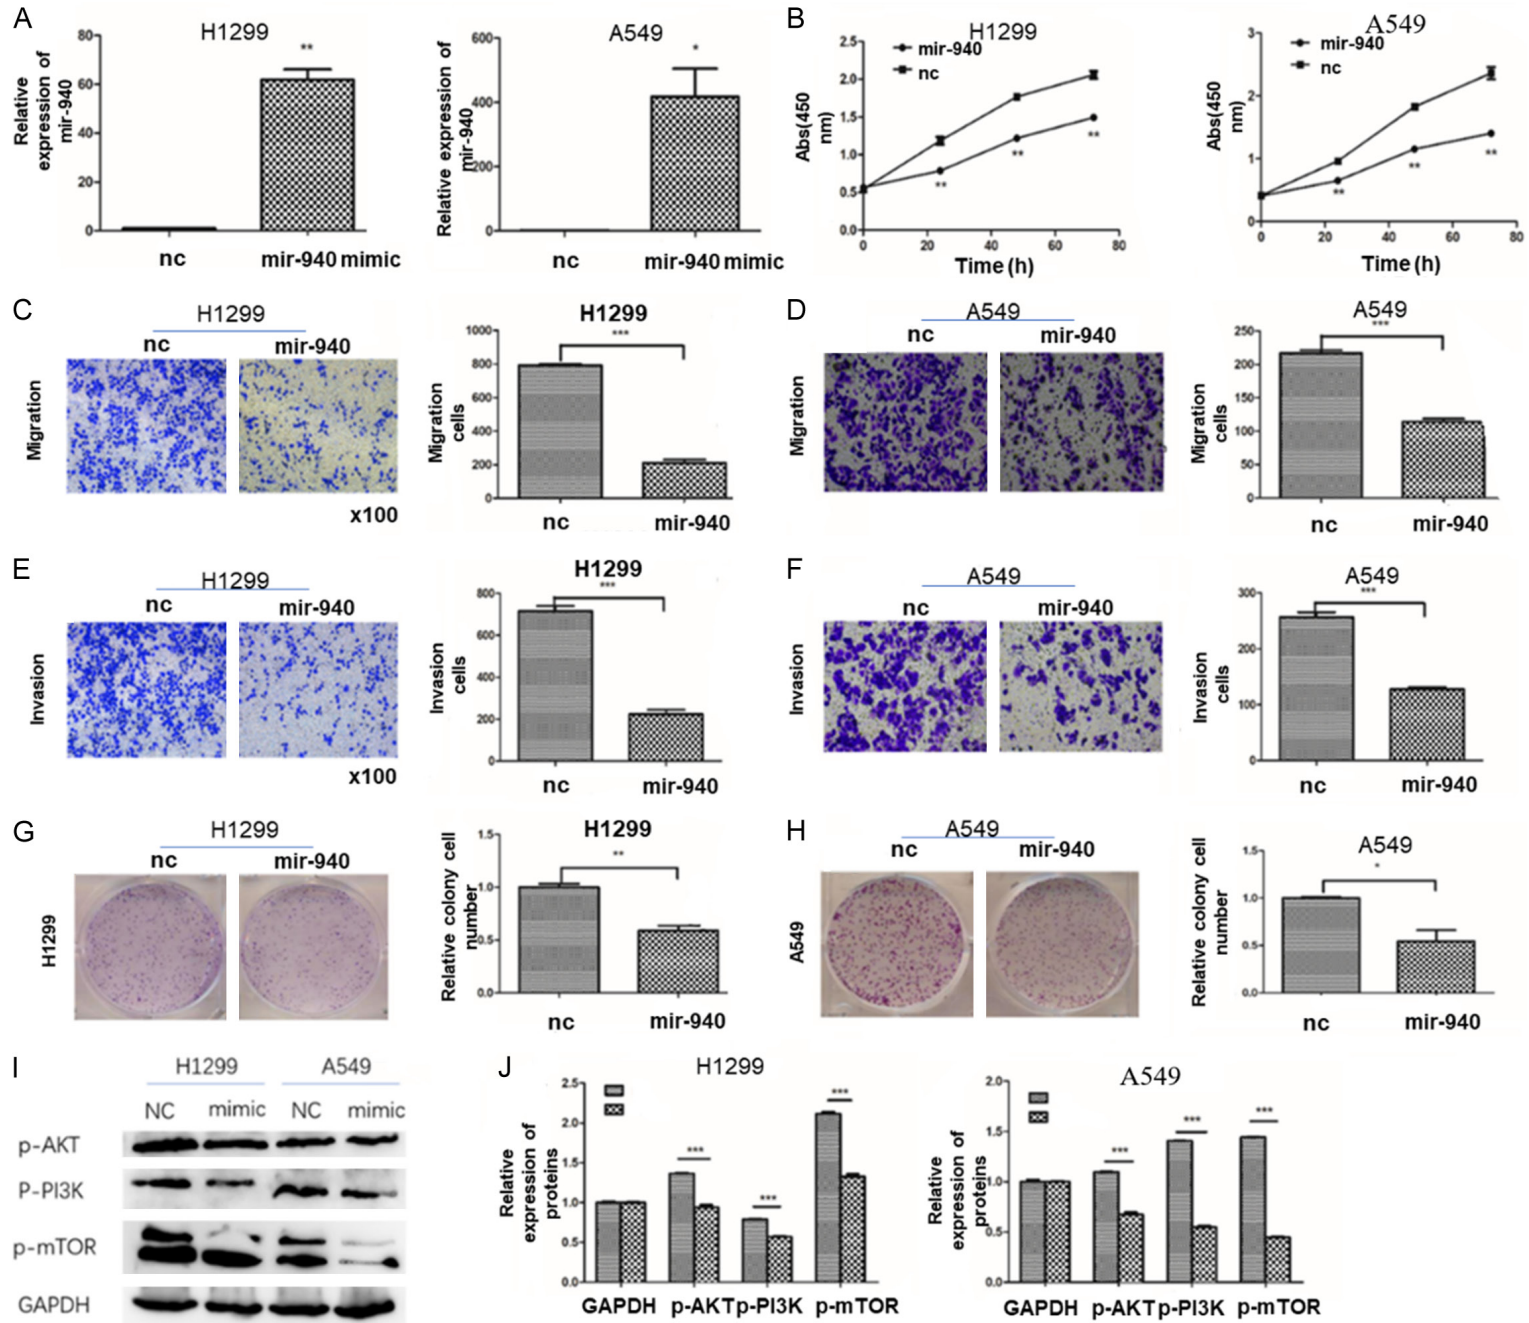 A
H1299
Relative
expression of
mir-940
80
60
40
20
0
**
nc
mir-940 mimic
A549
Relative expression of
mir-940
600
400
200
0
*
nc
mir-940 mimic
B
H1299
mir-940
nc
Abs(450
nm)
2.5
2.0
1.5
1.0
0.5
0.0
**
**
**
0
20
40
60
80
Time (h)
A549
mir-940
nc
Abs(450
nm)
3
2
1
0
**
**
**
0
20
40
60
80
Time (h)
C
H1299
nc
mir-940
Migration
x100
H1299
***
Migration
cells
1000
800
600
400
200
0
nc
mir-940
D
A549
nc
mir-940
Migration
A549
***
Migration
cells
250
200
150
100
50
0
nc
mir-940
E
H1299
nc
mir-940
Invasion
x100
H1299
***
Invasion
cells
800
600
400
200
0
nc
mir-940
F
A549
nc
mir-940
Invasion
A549
***
Invasion
cells
300
200
100
0
nc
mir-940
G
H1299
nc
mir-940
H1299
H1299
**
Relative colony cell
number
1.5
1.0
0.5
0.0
nc
mir-940
H
A549
nc
mir-940
A549
A549
*
Relative colony cell
number
1.5
1.0
0.5
0.0
nc
mir-940
I
H1299
A549
NC
mimic
NC
mimic
p-AKT
P-PI3K
p-mTOR
GAPDH
J
H1299
Relative
expression of
proteins
2.5
2.0
1.5
1.0
0.5
0.0
***
***
***
GAPDH
p-AKT
p-PI3K
p-mTOR
A549
Relative
expression of
proteins
2.0
1.5
1.0
0.5
0.0
***
***
***
GAPDH
p-AKT
p-PI3K
p-mTOR